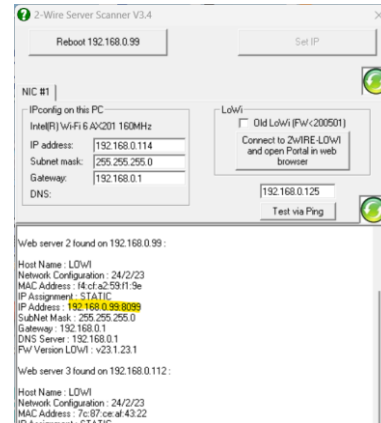 2-Wire Server Scanner V3.4
Reboot 192.168.0.99
Set IP
NIC #1
IPconfig on this PC
Intel(R) Wi-Fi 6 AX201 160MHz
IP address: 192.168.0.114
Subnet mask: 255.255.255.0
Gateway: 192.168.0.1
DNS:
LoWi
Old LoWi (FW<200501)
Connect to 2WIRE-LOWI
and open Portal in web
browser
192.168.0.125
Test via Ping
Web server 2 found on 192.168.0.99 :
Host Name : LOWI
Network Configuration : 24/2/23
MAC Address : f4:cf:a2:59:f1:9e
IP Assignment : STATIC
IP Address : 192.168.0.99:8099
SubNet Mask : 255.255.255.0
Gateway : 192.168.0.1
DNS Server : 192.168.0.1
FW Version LOWI : v23.1.23.1
Web server 3 found on 192.168.0.112 :
Host Name : LOWI
Network Configuration : 24/2/23
MAC Address : 7c:87:ce:af:43:22
IP Assignment : STATIC